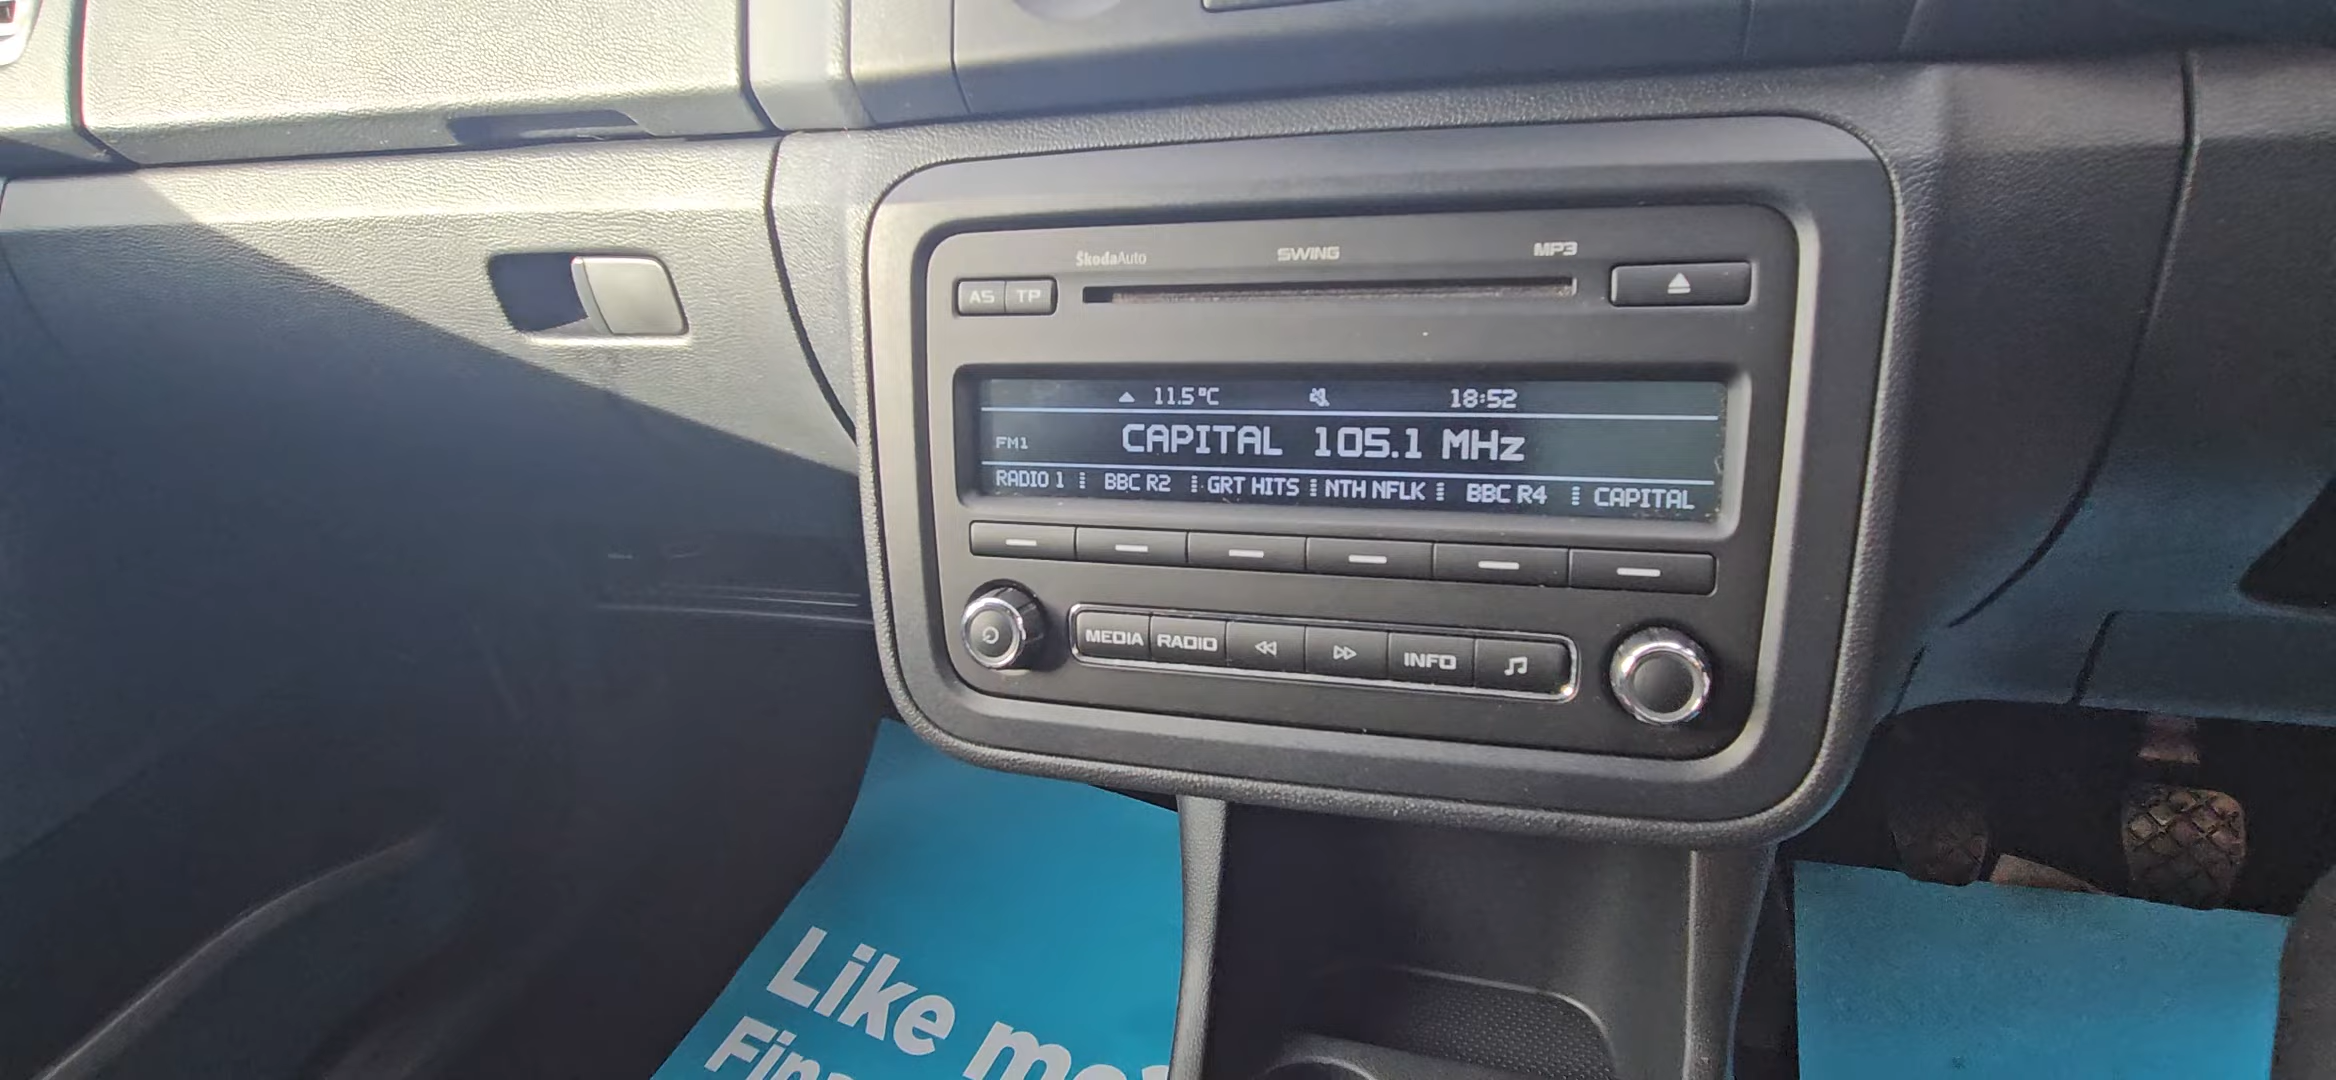 ŠkodaAuto SWING MP3
AS TP
11.5°C 18:52
FM1 CAPITAL 105.1 MHz
RADIO 1 BBC R2 GRT HITS NTH NFLK BBC R4 CAPITAL
MEDIA RADIO INFO
Like me